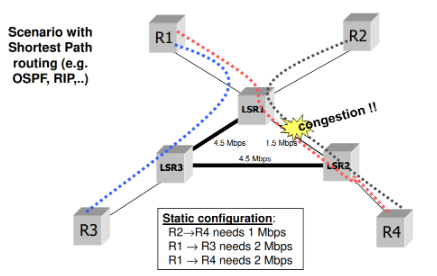 Scenario with
Shortest Path
routing (e.g.
OSPF, RIP,..)
R1
R2
LSR1
congestion !!
4.5 Mbps
1.5 Mbps
4.5 Mbps
LSR3
LSR2
R3
R4
Static configuration:
R2→R4 needs 1 Mbps
R1 → R3 needs 2 Mbps
R1 → R4 needs 2 Mbps